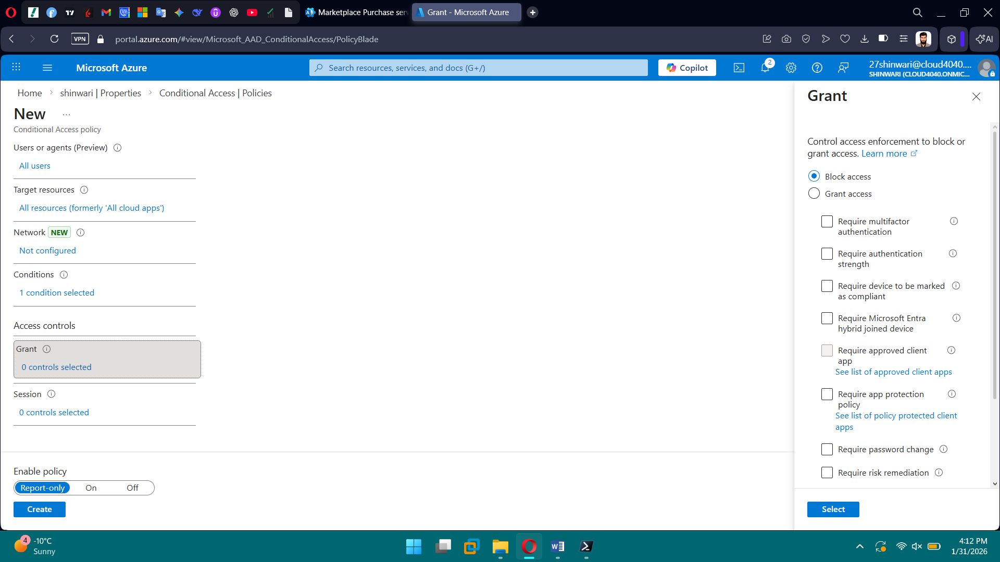 Marketplace Purchase ser
Grant - Microsoft Azure
VPN
portal.azure.com/#view/Microsoft_AAD_ConditionalAccess/PolicyBlade
AI
Microsoft Azure
Search resources, services, and docs (G+/)
Copilot
2
27shinwari@cloud4040....
SHINWARI (CLOUD4040.ONMIC...
Home
shinwari | Properties
Conditional Access | Policies
New
...
Conditional Access policy
Users or agents (Preview)
All users
Target resources
All resources (formerly 'All cloud apps')
Network NEW
Not configured
Conditions
1 condition selected
Access controls
Grant
0 controls selected
Session
0 controls selected
Enable policy
Report-only On Off
Create
Grant
Control access enforcement to block or
grant access. Learn more
Block access
Grant access
Require multifactor
authentication
Require authentication
strength
Require device to be marked
as compliant
Require Microsoft Entra
hybrid joined device
Require approved client
app
See list of approved client apps
Require app protection
policy
See list of policy protected client
apps
Require password change
Require risk remediation
Select
4
-10°C
Sunny
4:12 PM
1/31/2026